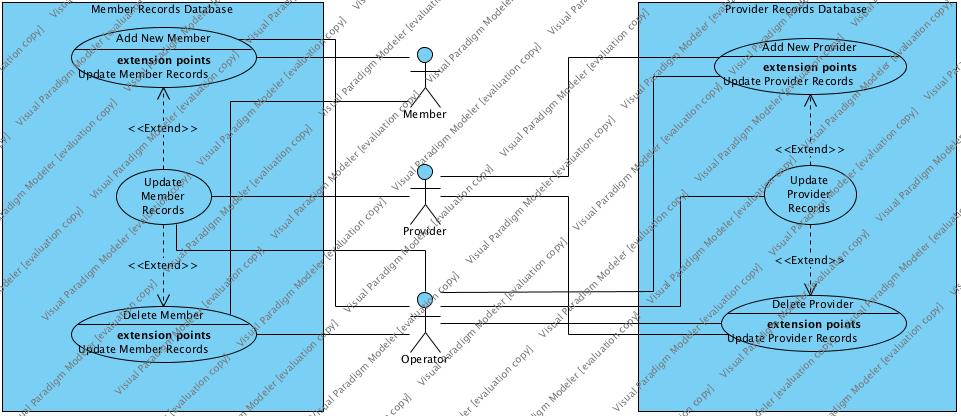 Member Records Database
Provider Records Database
Add New Member
extension points
Update Member Records
Add New Provider
extension points
Update Provider Records
Member
<<Extend>>
<<Extend>>
Update
Member
Records
Update
Provider
Records
Provider
<<Extend>>
<<Extend>>
Delete Member
extension points
Update Member Records
Delete Provider
extension points
Update Provider Records
Operator
Visual Paradigm Modeler [evaluation copy]